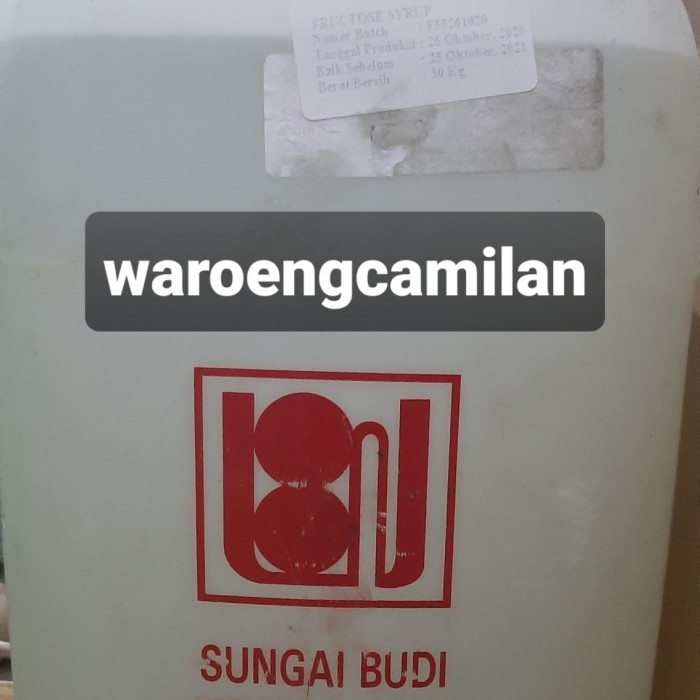 FRUCTOSE SYRUP
Nomer Batch : F55261020
Tanggal Produksi : 26 Oktober, 2020
Baik Sebelum : 25 Oktober, 2021
Berat Bersih : 30 Kg
waroengcamilan
SUNGAI BUDI